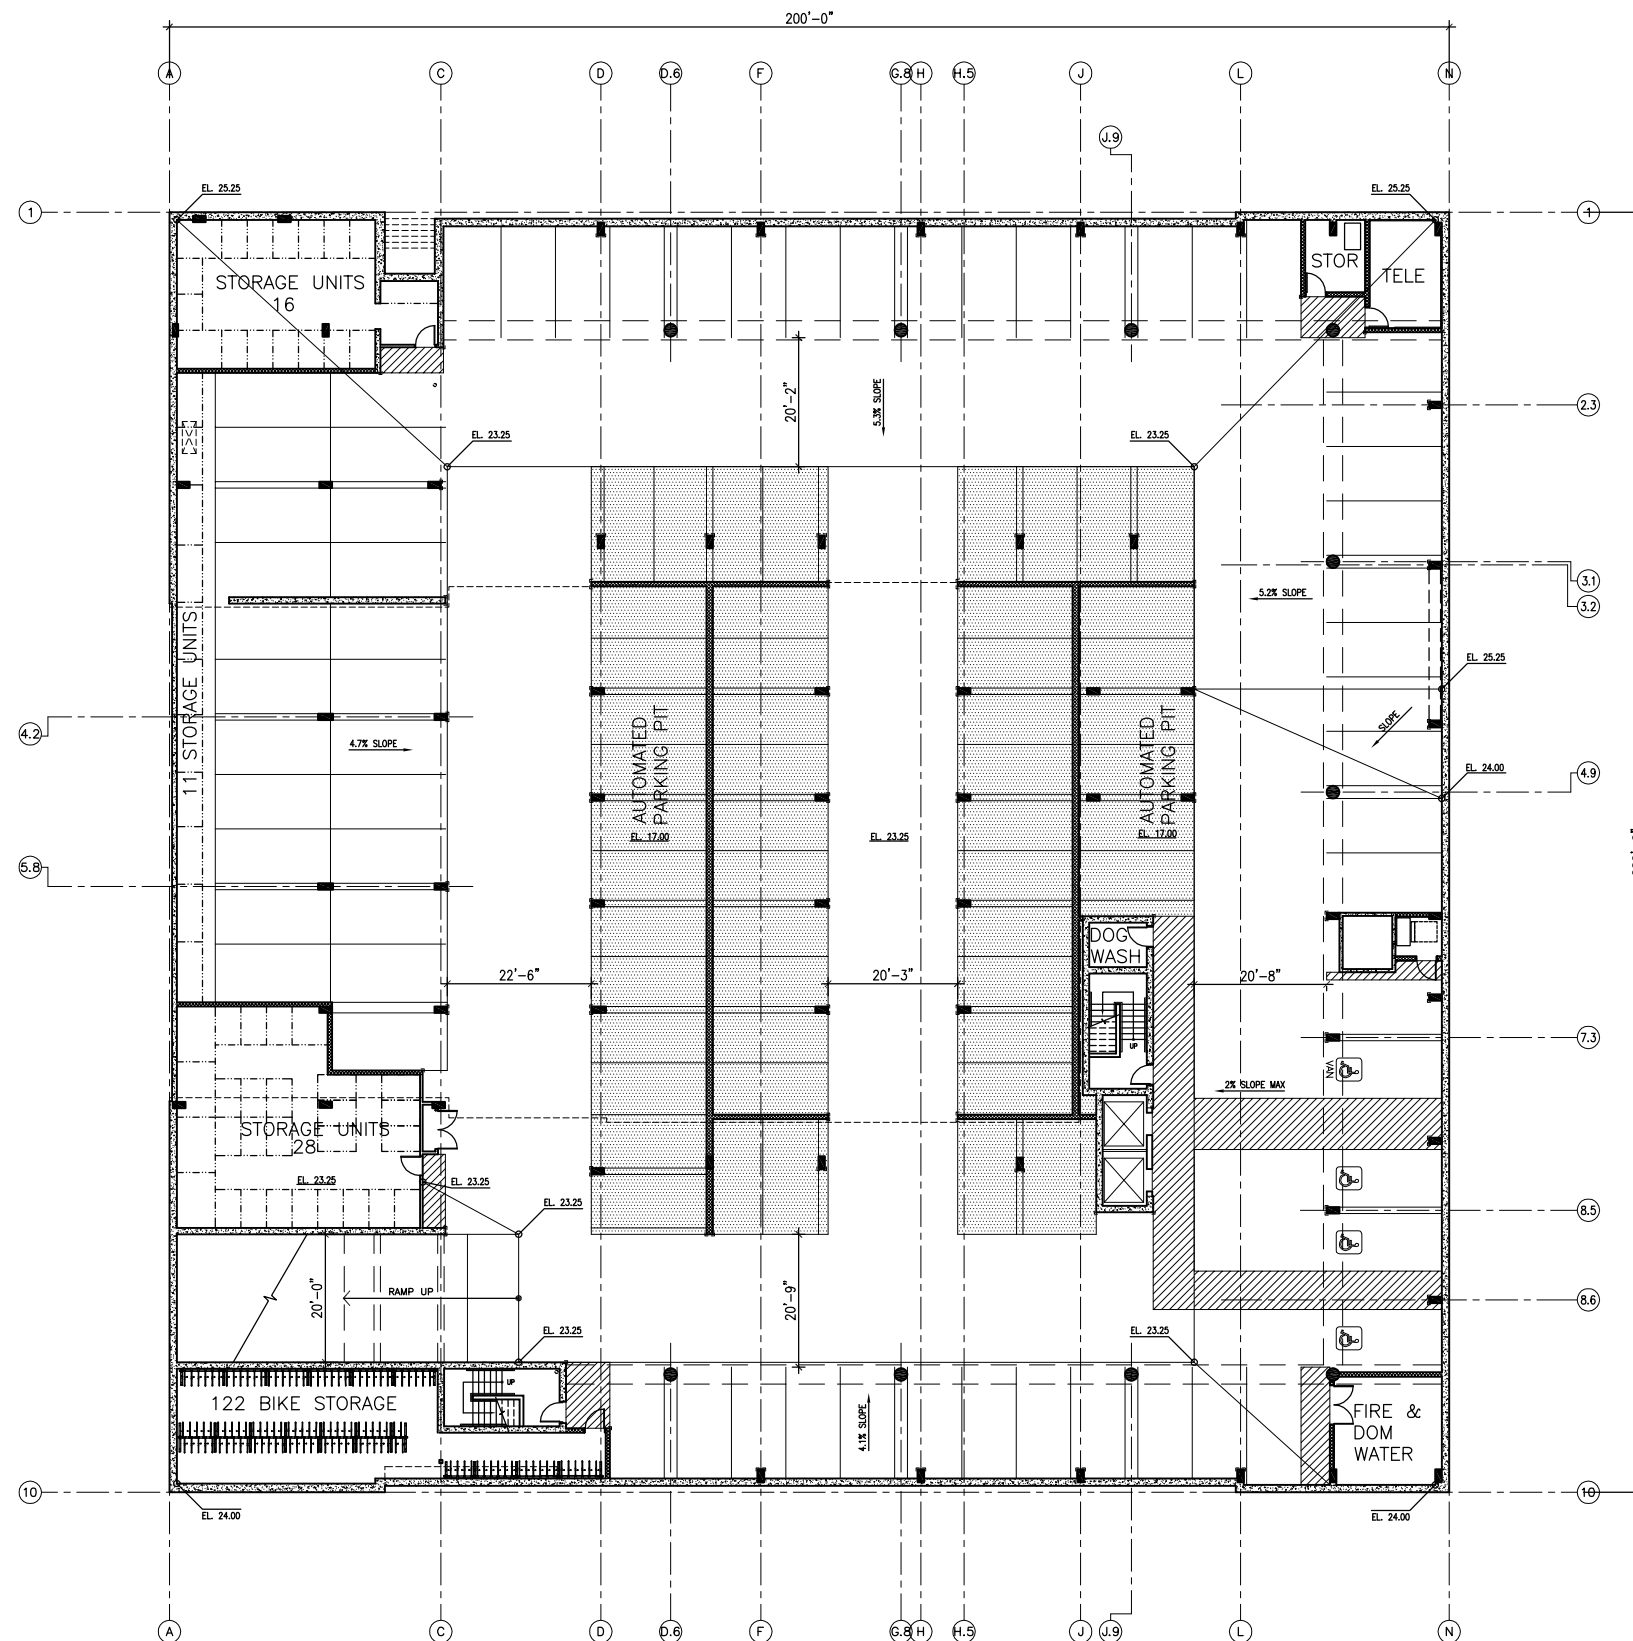 200'-0"
A
C
D
D.6
F
G.8
H
H.5
J
L
N
J.9
EL. 25.25
EL. 25.25
1
1
STORAGE UNITS
16
STOR
TELE
20'-2"
5.3% SLOPE
2.3
EL. 23.25
EL. 23.25
3.1
5.2% SLOPE
3.2
11 STORAGE UNITS
EL. 25.25
4.2
4.7% SLOPE
AUTOMATED
PARKING PIT
EL. 17.00
AUTOMATED
PARKING PIT
EL. 17.00
SLOPE
EL. 24.00
4.9
EL. 23.25
5.8
DOG
WASH
22'-6"
20'-3"
20'-8"
UP
7.3
VAN
2% SLOPE MAX
STORAGE UNITS
28
EL. 23.25
EL. 23.25
EL. 23.25
8.5
RAMP UP
20'-0"
20'-9"
8.6
EL. 23.25
EL. 23.25
UP
122 BIKE STORAGE
4.1% SLOPE
FIRE &
DOM
WATER
10
10
EL. 24.00
EL. 24.00
A
C
D
D.6
F
G.8
H
H.5
J
J.9
L
N